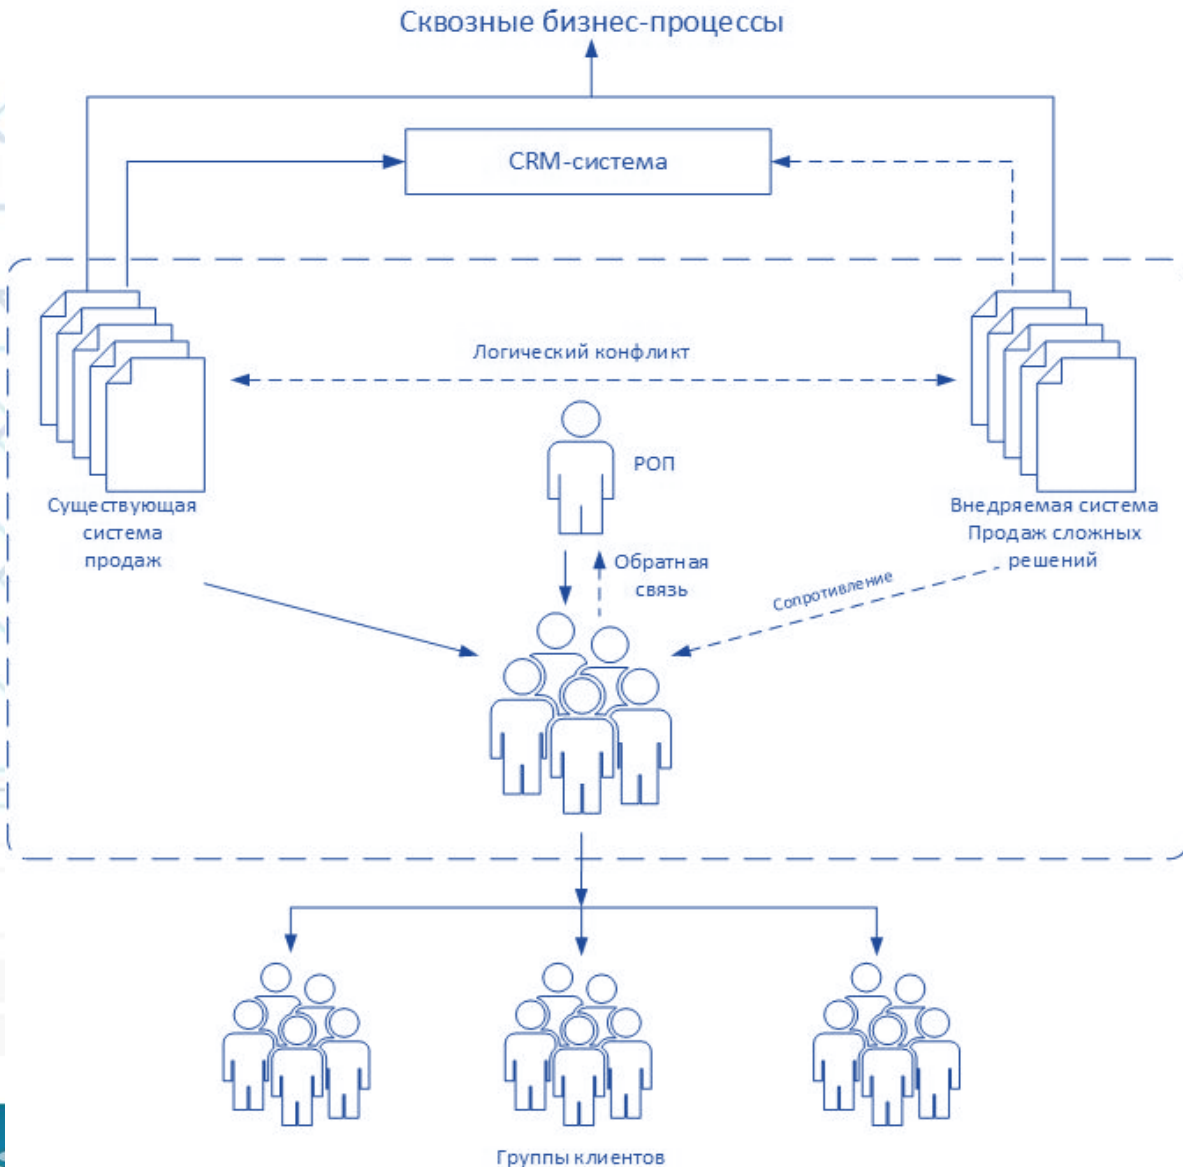 Сквозные бизнес-процессы
CRM-система
Логический конфликт
РОП
Существующая
система
продаж
Внедряемая система
Продаж сложных
решений
Обратная
связь
Сопротивление
Группы клиентов